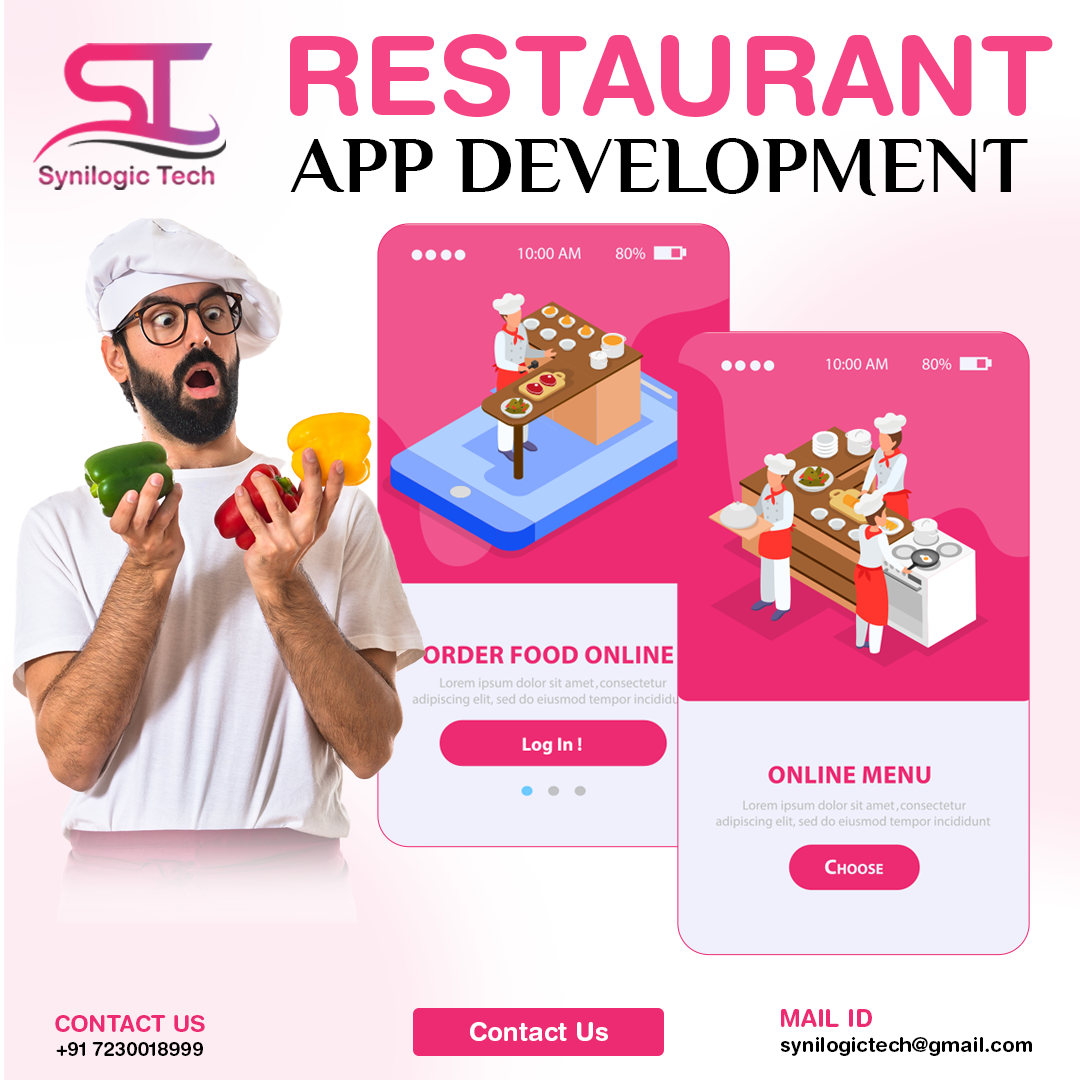 ST
Synilogic Tech
RESTAURANT
APP DEVELOPMENT
10:00 AM 80%
ORDER FOOD ONLINE
Lorem ipsum dolor sit amet, consectetur
adipiscing elit, sed do eiusmod tempor incididu
Log In !
10:00 AM 80%
ONLINE MENU
Lorem ipsum dolor sit amet, consectetur
adipiscing elit, sed do eiusmod tempor incididunt
CHOOSE
CONTACT US
+91 7230018999
Contact Us
MAIL ID
synilogictech@gmail.com